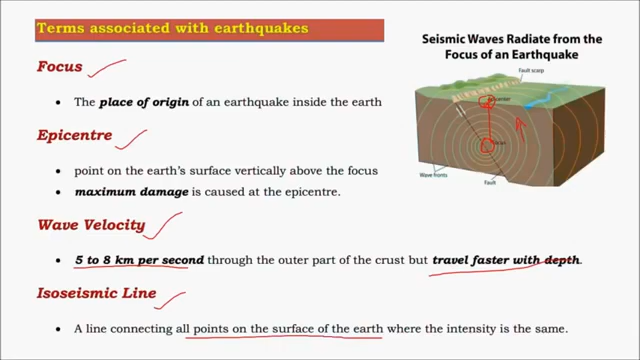 Terms associated with earthquakes
Focus
• The place of origin of an earthquake inside the earth
Epicentre
• point on the earth's surface vertically above the focus
• maximum damage is caused at the epicentre.
Wave Velocity
• 5 to 8 km per second through the outer part of the crust but travel faster with depth.
Isoseismic Line
• A line connecting all points on the surface of the earth where the intensity is the same.
Seismic Waves Radiate from the
Focus of an Earthquake
Fault scarp
Wave fronts
Fault